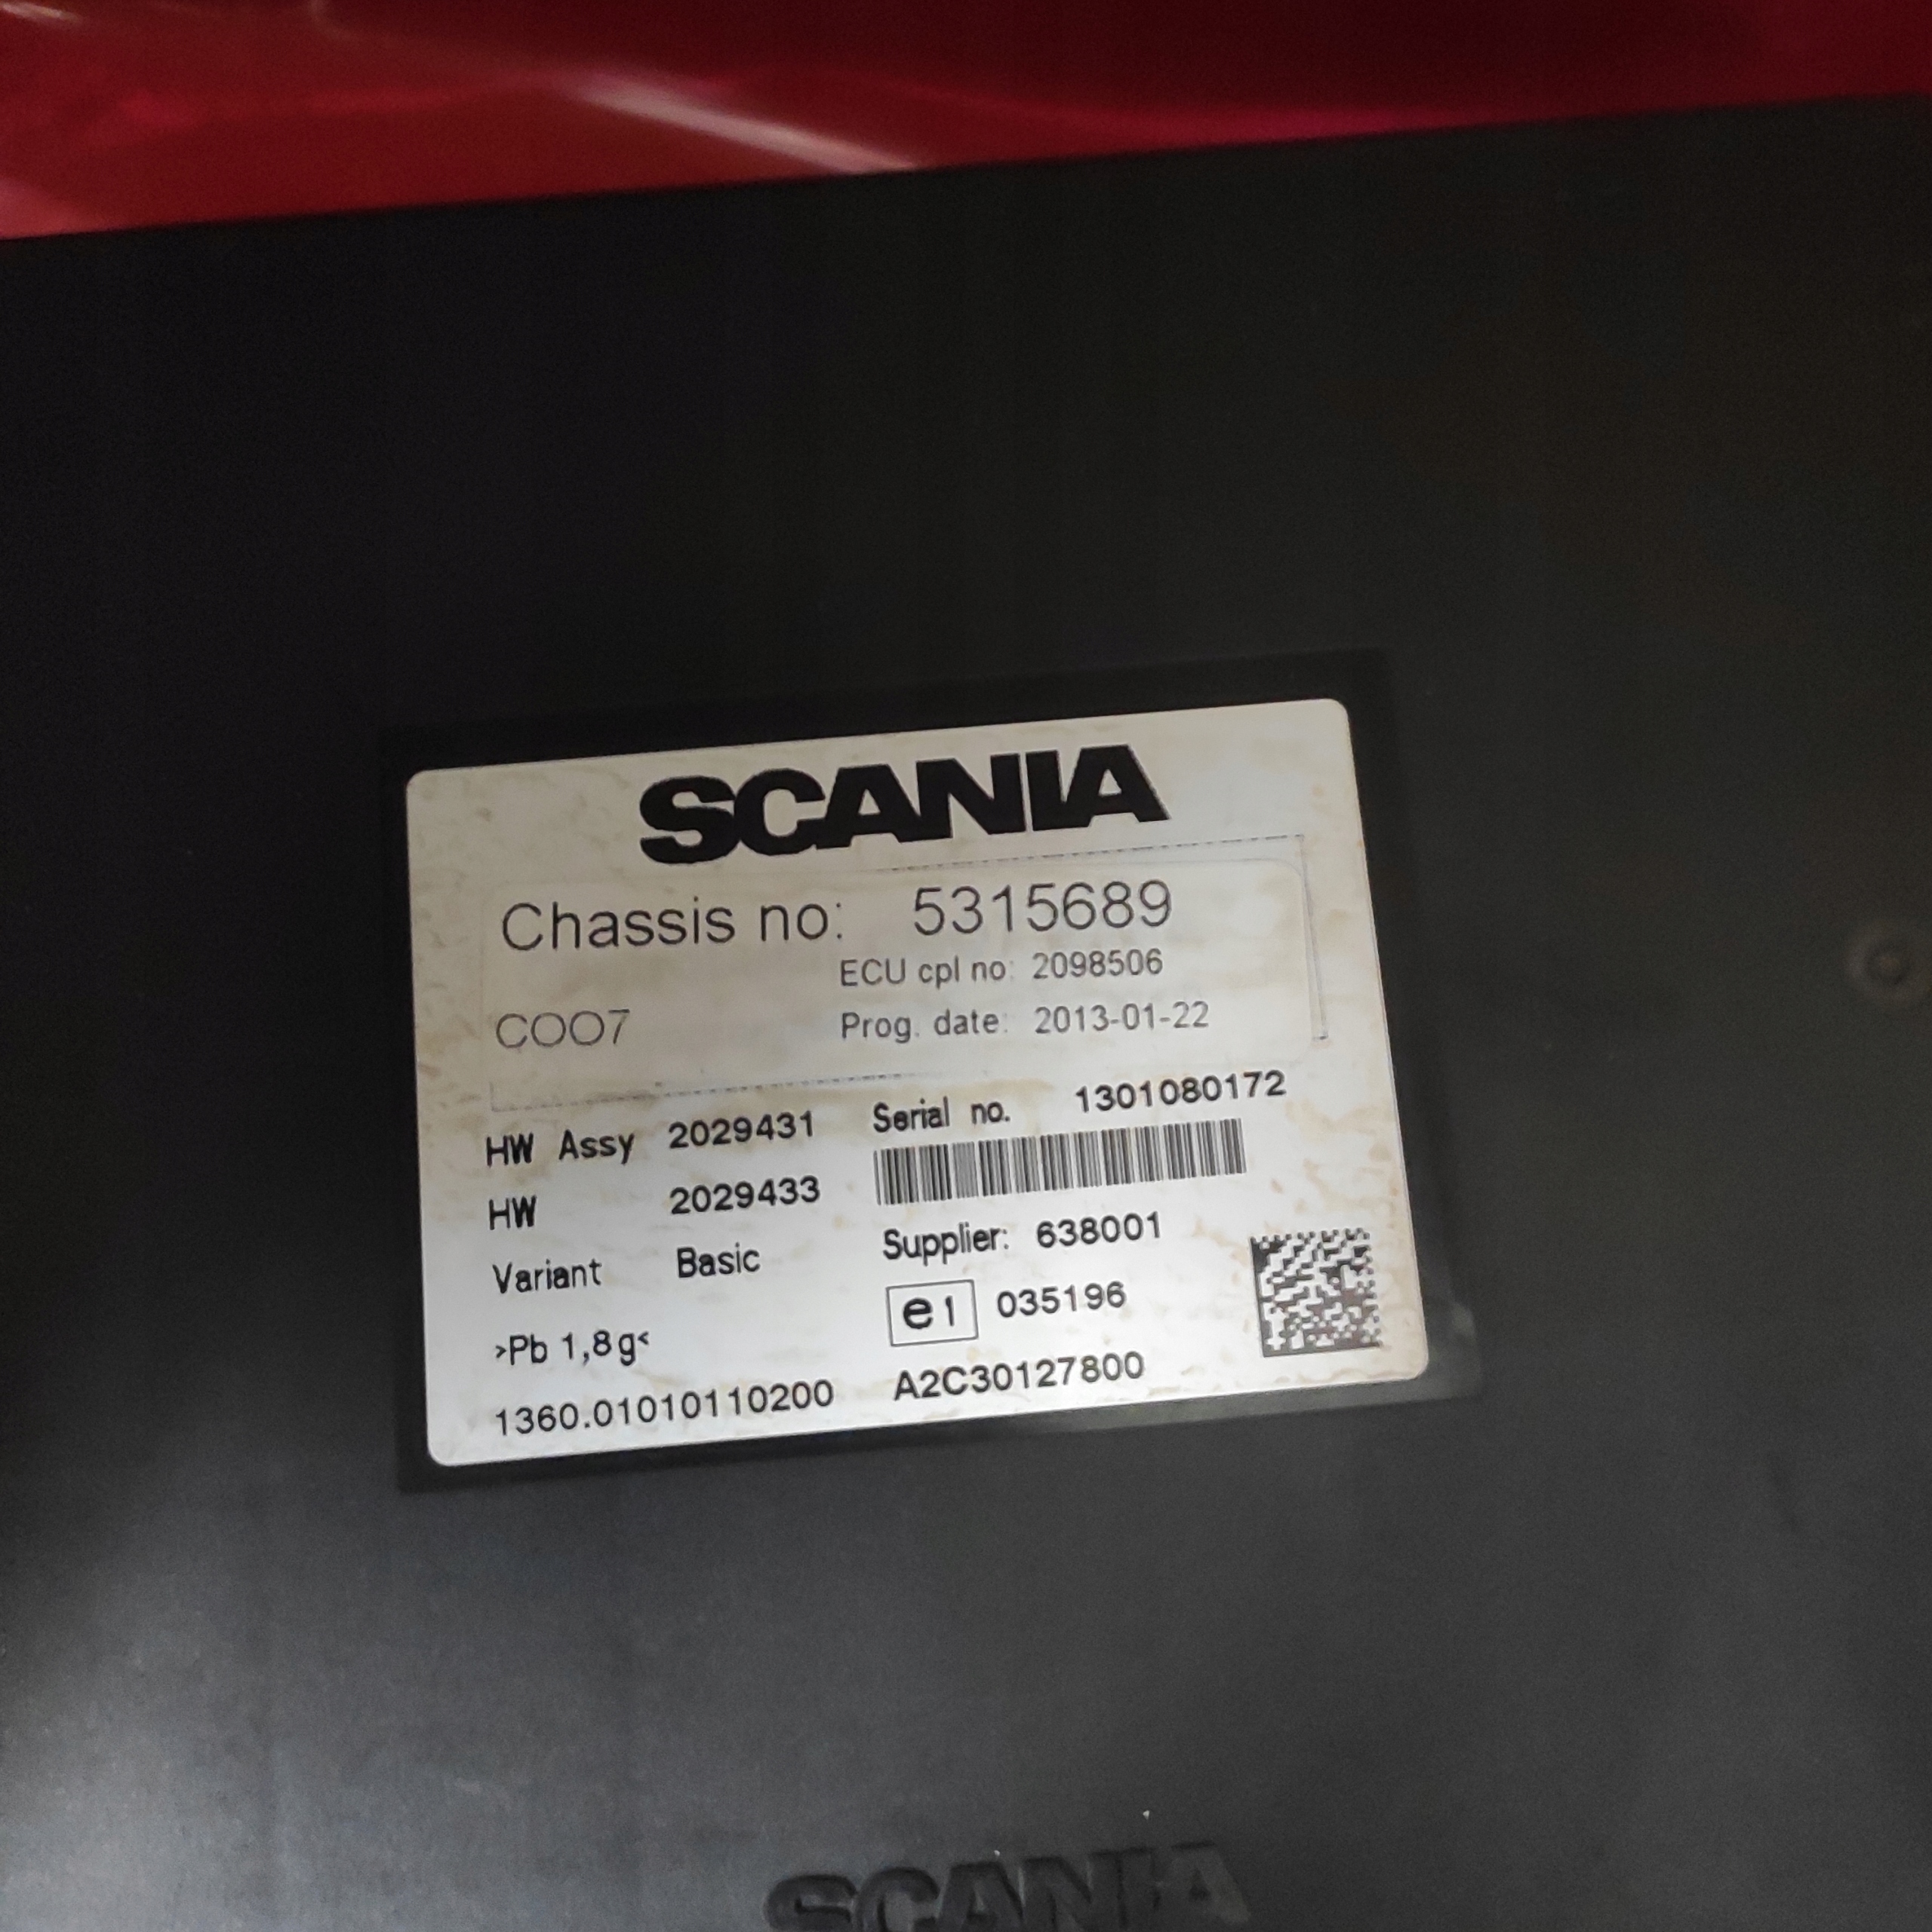 SCANIA
Chassis no: 5315689
ECU cpl no: 2098506
COO7 Prog. date: 2013-01-22
HW Assy 2029431 Serial no. 1301080172
HW 2029433
Variant Basic Supplier: 638001
e1 035196
>Pb 1,8g<
1360.01010110200 A2C30127800
SCANIA